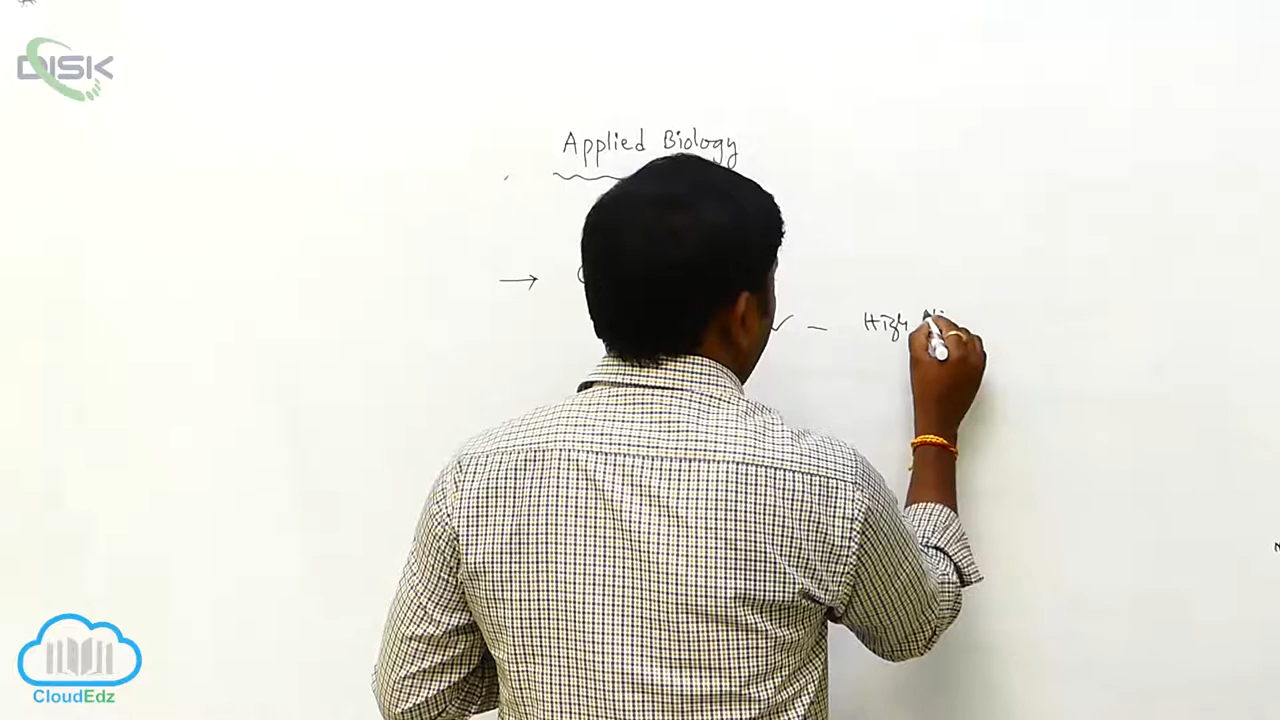 DISK
Applied Biology
→
–
High
CloudEdz